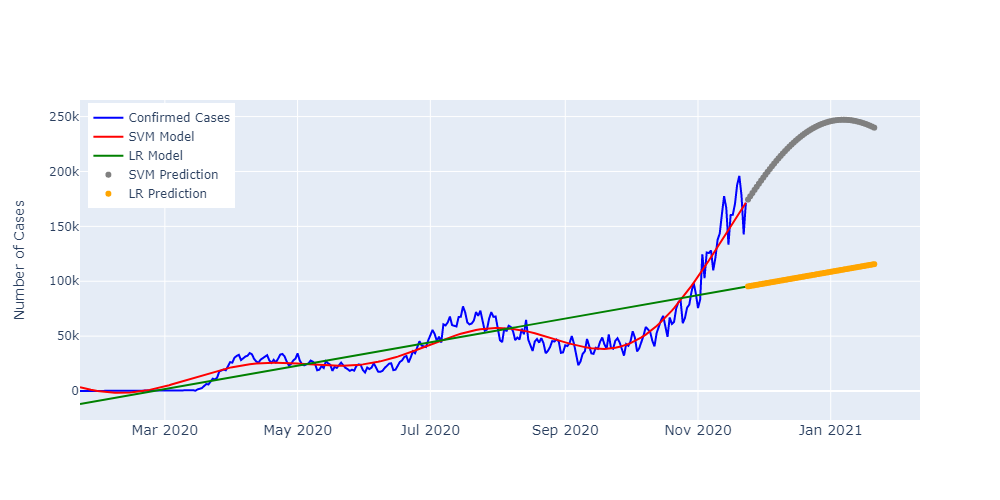 Confirmed Cases
SVM Model
LR Model
SVM Prediction
LR Prediction
Number of Cases
250k
200k
150k
100k
50k
0
Mar 2020
May 2020
Jul 2020
Sep 2020
Nov 2020
Jan 2021